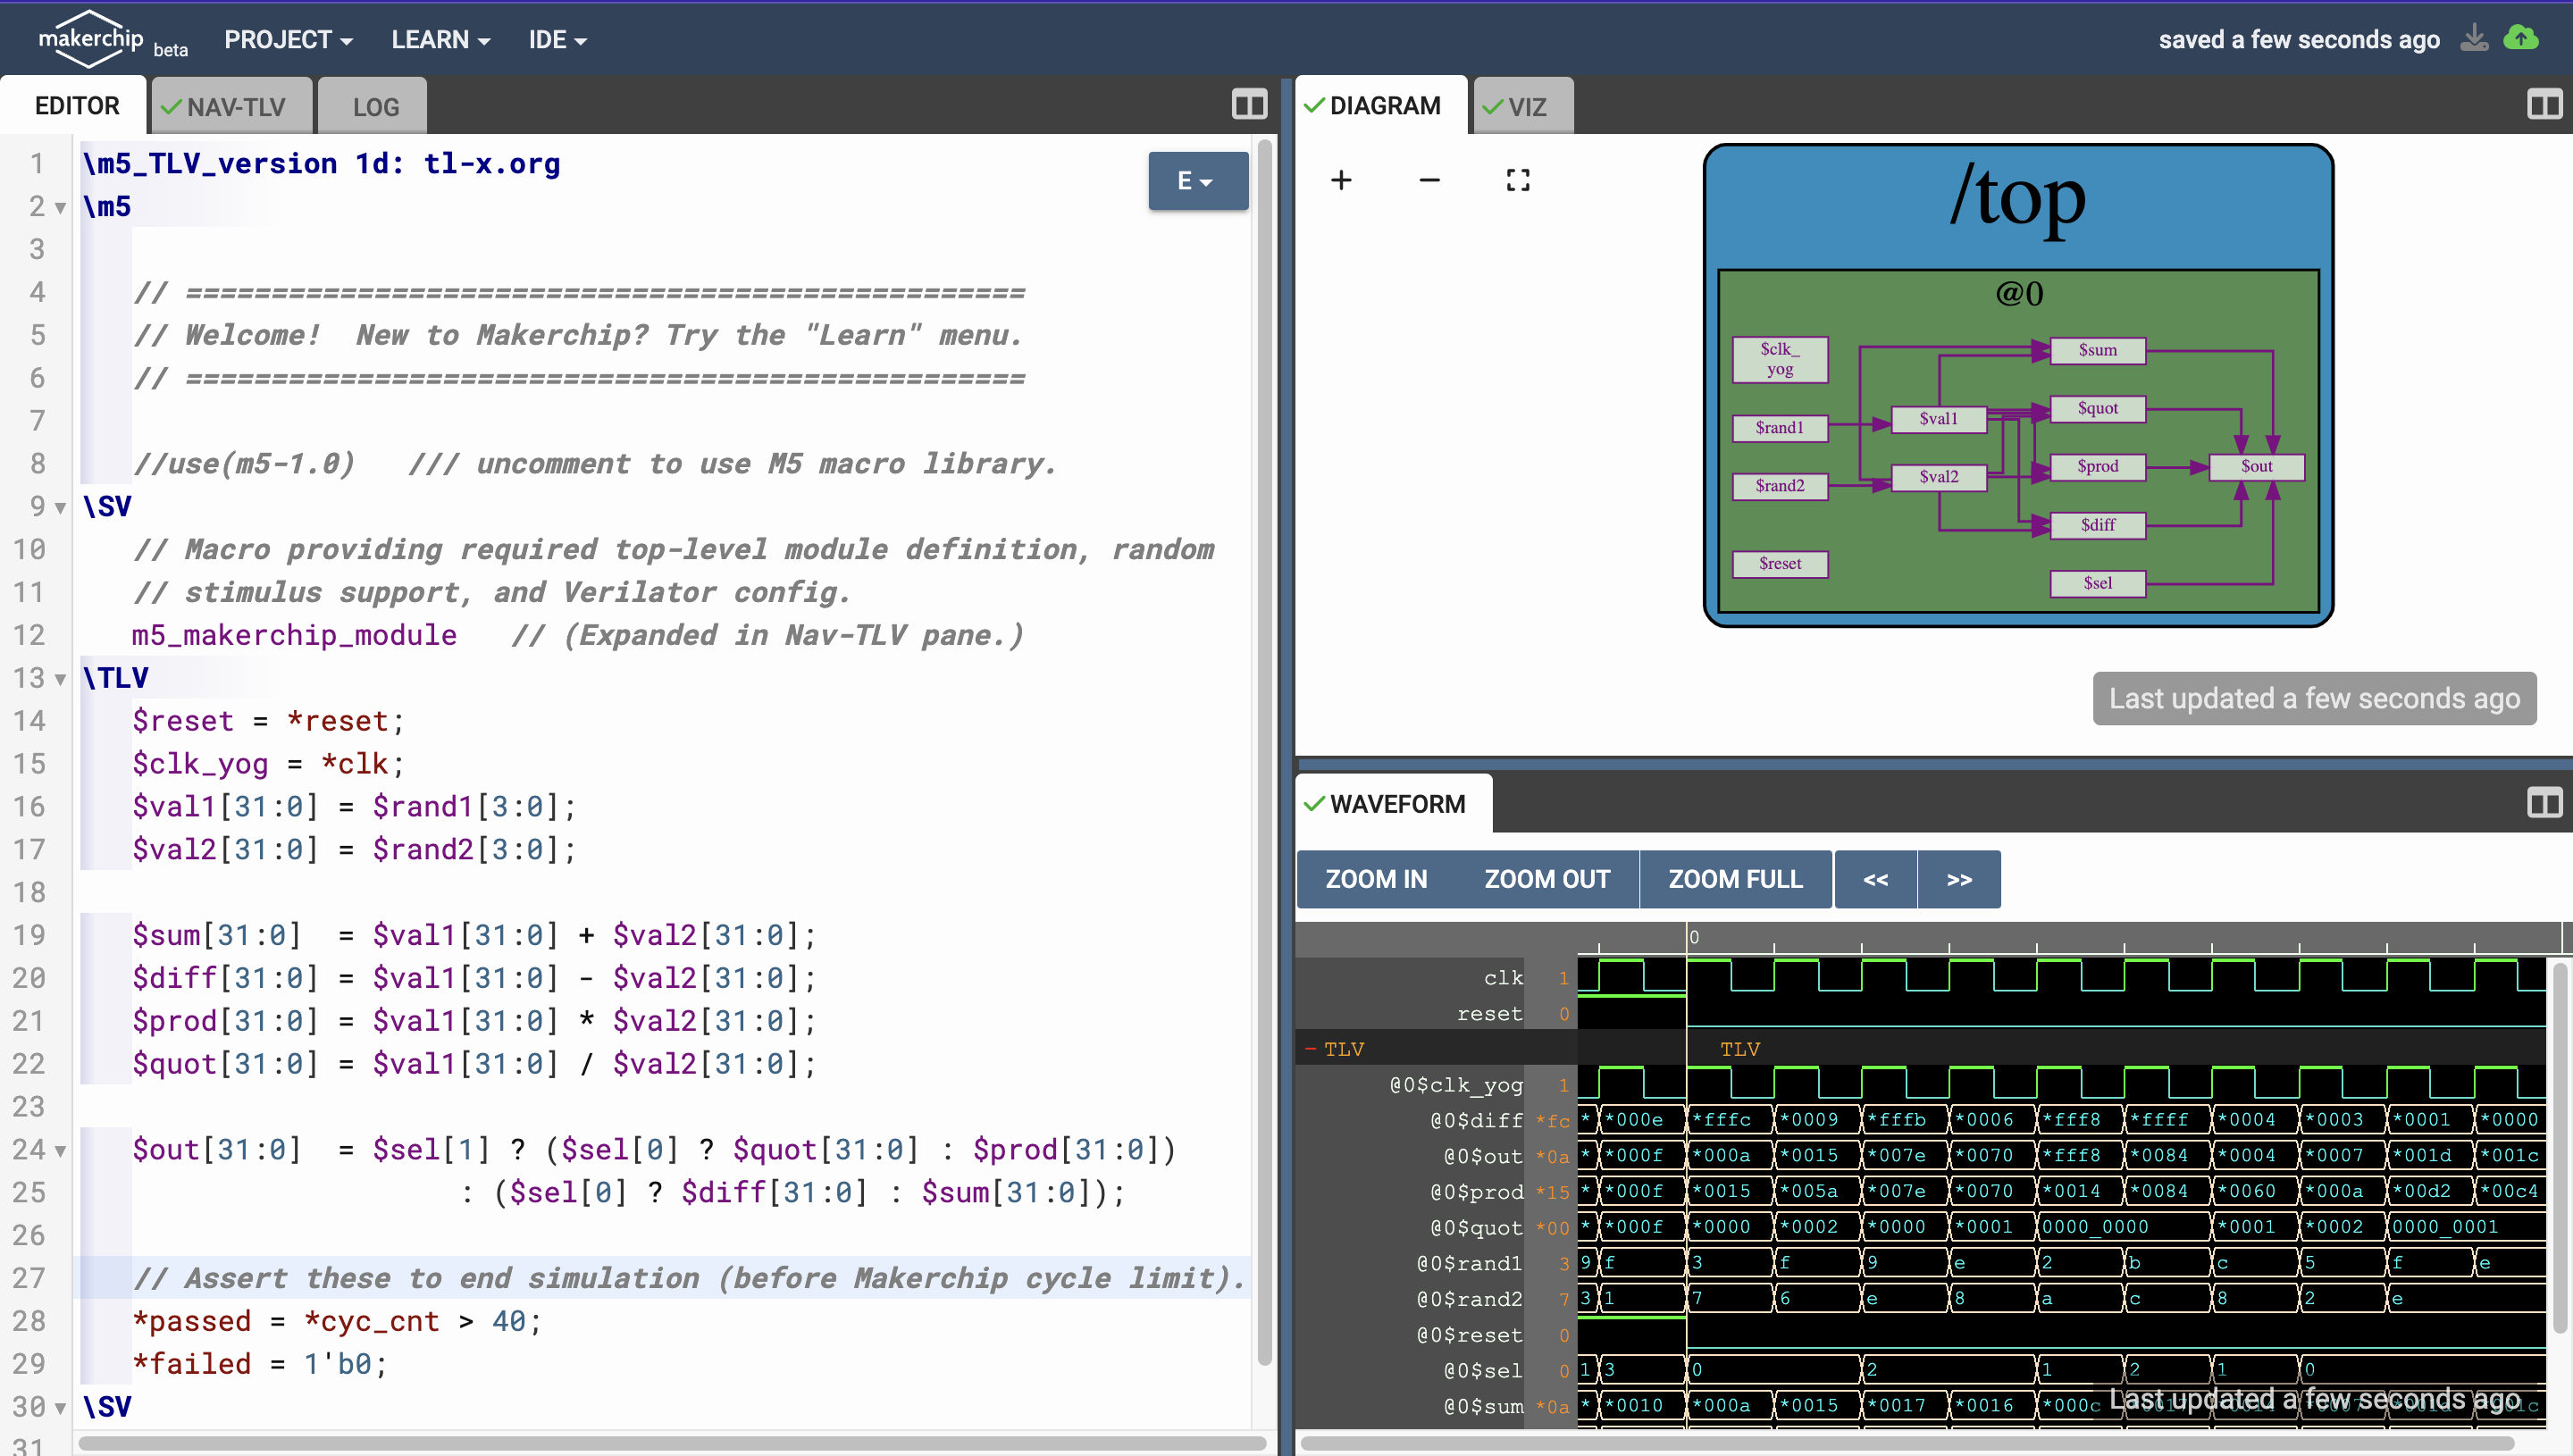 makerchip beta PROJECT LEARN IDE saved a few seconds ago
EDITOR NAV-TLV LOG
E
1 \m5_TLV_version 1d: tl-x.org
2 \m5
3
4 // =================================================
5 // Welcome!  New to Makerchip? Try the "Learn" menu.
6 // =================================================
7
8 //use(m5-1.0)   /// uncomment to use M5 macro library.
9 \SV
10 // Macro providing required top-level module definition, random
11 // stimulus support, and Verilator config.
12 m5_makerchip_module   // (Expanded in Nav-TLV pane.)
13 \TLV
14 $reset = *reset;
15 $clk_yog = *clk;
16 $val1[31:0] = $rand1[3:0];
17 $val2[31:0] = $rand2[3:0];
18
19 $sum[31:0]  = $val1[31:0] + $val2[31:0];
20 $diff[31:0] = $val1[31:0] - $val2[31:0];
21 $prod[31:0] = $val1[31:0] * $val2[31:0];
22 $quot[31:0] = $val1[31:0] / $val2[31:0];
23
24 $out[31:0]  = $sel[1] ? ($sel[0] ? $quot[31:0] : $prod[31:0])
25 : ($sel[0] ? $diff[31:0] : $sum[31:0]);
26
27 // Assert these to end simulation (before Makerchip cycle limit).
28 *passed = *cyc_cnt > 40;
29 *failed = 1'b0;
30 \SV
31
DIAGRAM VIZ
+ −
/top
@0
$clk_
yog
$rand1
$rand2
$reset
$val1
$val2
$sum
$quot
$prod
$diff
$sel
$out
Last updated a few seconds ago
WAVEFORM
ZOOM IN ZOOM OUT ZOOM FULL << >>
0
clk 1
reset 0
− TLV TLV
@0$clk_yog 1
@0$diff *fc * *000e *fffc *0009 *fffb *0006 *fff8 *ffff *0004 *0003 *0001 *0000
@0$out *0a * *000f *000a *0015 *007e *0070 *fff8 *0084 *0004 *0007 *001d *001c
@0$prod *15 * *000f *0015 *005a *007e *0070 *0014 *0084 *0060 *000a *00d2 *00c4
@0$quot *00 * *000f *0000 *0002 *0000 *0001 0000_0000 *0001 *0002 0000_0001
@0$rand1 3 9 f 3 f 9 e 2 b c 5 f e
@0$rand2 7 3 1 7 6 e 8 a c 8 2 e
@0$reset 0
@0$sel 0 1 3 0 2 1 2 1 0
@0$sum *0a * *0010 *000a *0015 *0017 *0016 *000c
Last updated a few seconds ago